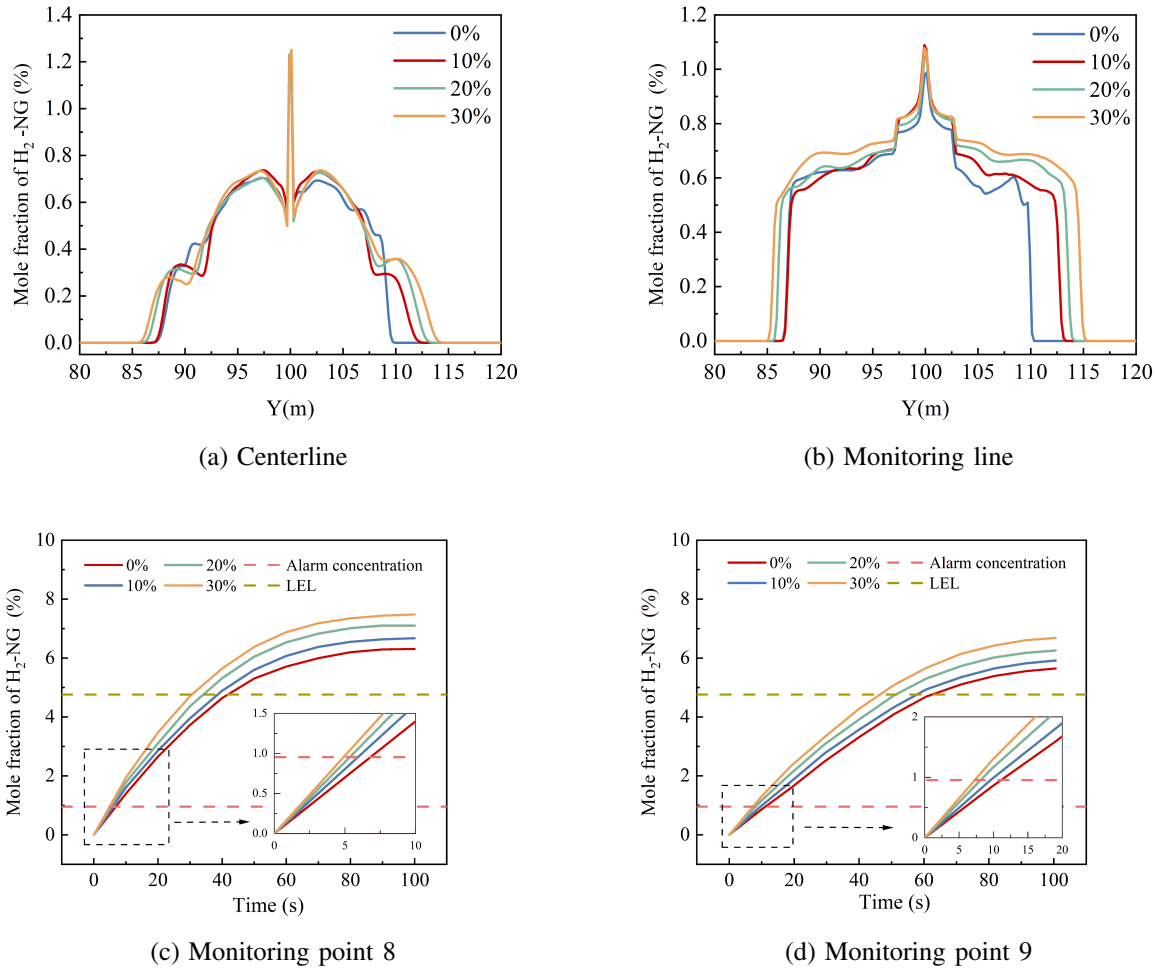 1.4
1.2
1.0
0.8
0.6
0.4
0.2
0.0
Mole fraction of H2 -NG (%)
0%
10%
20%
30%
80 85 90 95 100 105 110 115 120
Y(m)
(a) Centerline
1.2
1.0
0.8
0.6
0.4
0.2
0.0
Mole fraction of H2-NG (%)
0%
10%
20%
30%
80 85 90 95 100 105 110 115 120
Y(m)
(b) Monitoring line
10
8
6
4
2
0
Mole fraction of H2-NG (%)
0% 20% Alarm concentration
10% 30% LEL
1.5
1.0
0.5
0.0
0 5 10
0 20 40 60 80 100
Time (s)
(c) Monitoring point 8
10
8
6
4
2
0
Mole fraction of H2-NG (%)
0% 20% Alarm concentration
10% 30% LEL
2
1
0
0 5 10 15 20
0 20 40 60 80 100
Time (s)
(d) Monitoring point 9